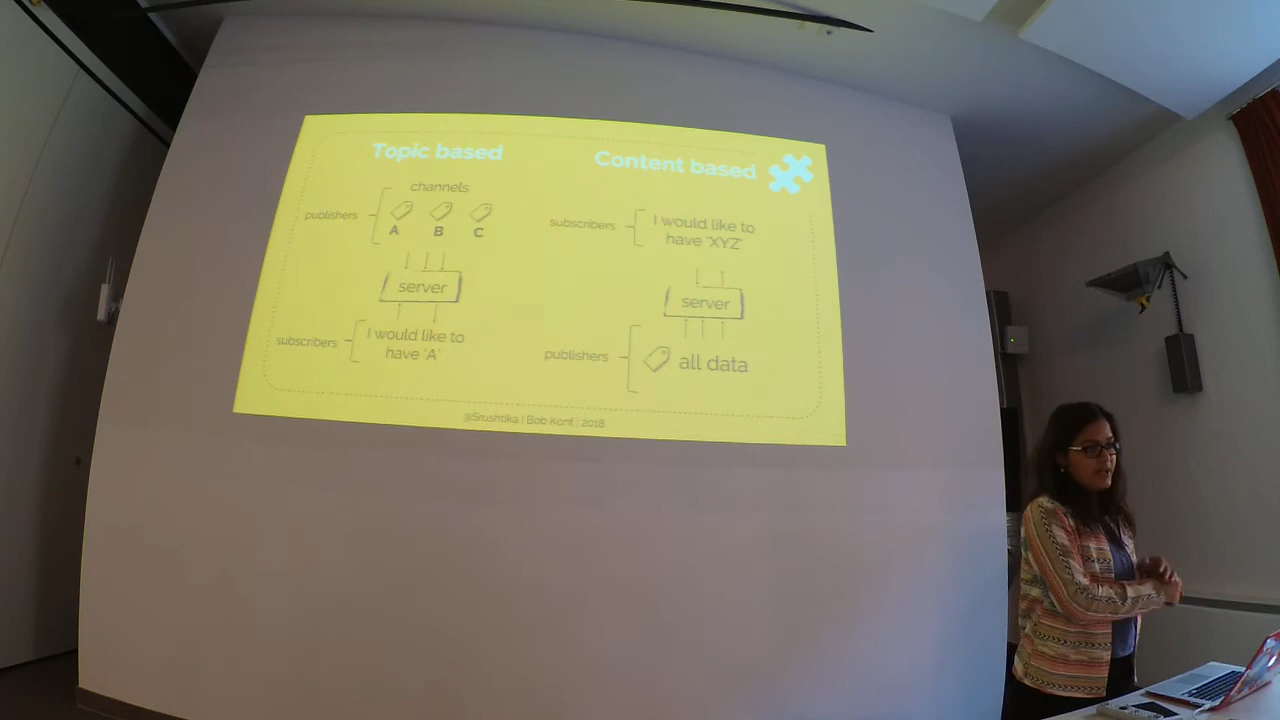 Topic based
channels
publishers
A B C
server
subscribers
I would like to
have 'A'
Content based
subscribers
I would like to
have 'XYZ'
server
publishers
all data
@Srushtika | Bob Konf | 2018